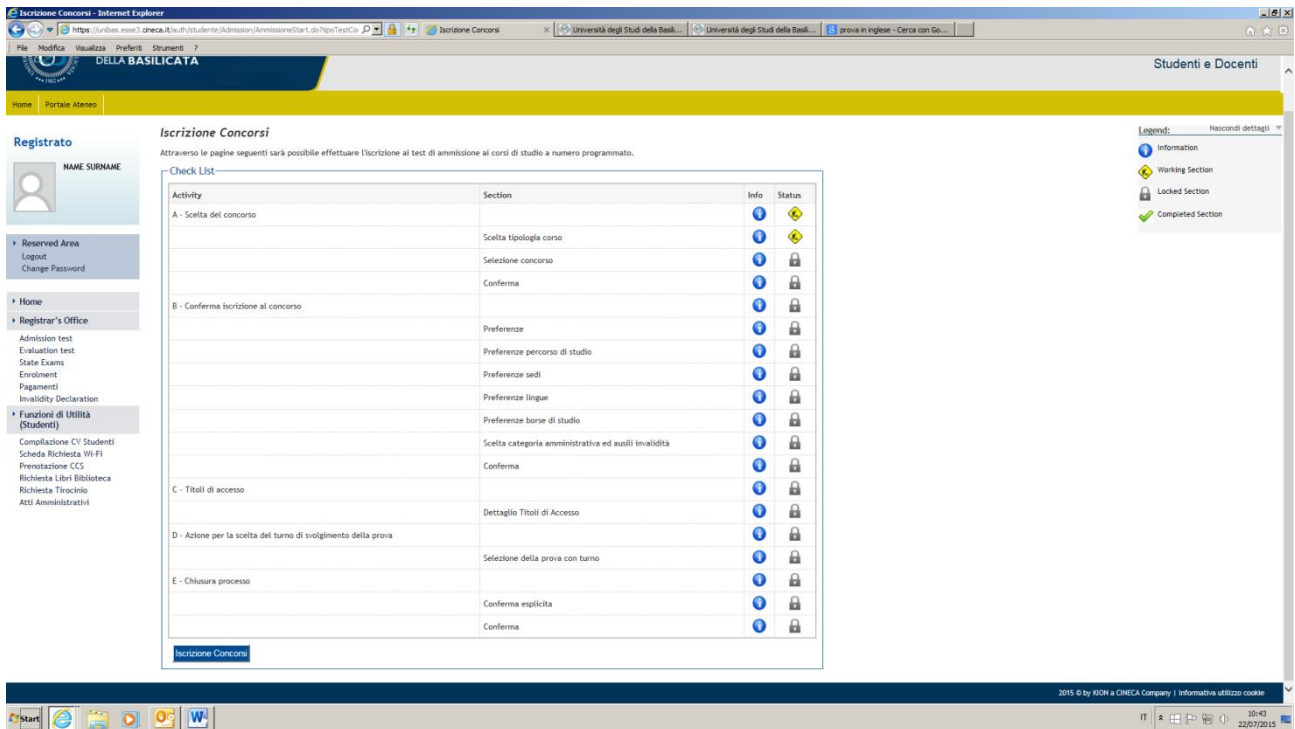 Iscrizione Concorsi - Internet Explorer
https://unibas.esse3.cineca.it/auth/studente/Admission/AmmissioneStart.do?tipoTestCo
Iscrizione Concorsi
Università degli Studi della Basili...
Università degli Studi della Basili...
prova in inglese - Cerca con Go...
File Modifica Visualizza Preferiti Strumenti ?
DELLA BASILICATA
Studenti e Docenti
Home Portale Ateneo
Registrato
NAME SURNAME
Reserved Area
Logout
Change Password
Home
Registrar's Office
Admission test
Evaluation test
State Exams
Enrolment
Pagamenti
Invalidity Declaration
Funzioni di Utilità
(Studenti)
Compilazione CV Studenti
Scheda Richiesta Wi-Fi
Prenotazione CCS
Richiesta Libri Biblioteca
Richiesta Tirocinio
Atti Amministrativi
Iscrizione Concorsi
Attraverso le pagine seguenti sarà possibile effettuare l'iscrizione ai test di ammissione ai corsi di studio a numero programmato.
Check List
Activity Section Info Status
A - Scelta del concorso
Scelta tipologia corso
Selezione concorso
Conferma
B - Conferma iscrizione al concorso
Preferenze
Preferenze percorso di studio
Preferenze sedi
Preferenze lingue
Preferenze borse di studio
Scelta categoria amministrativa ed ausili invalidità
Conferma
C - Titoli di accesso
Dettaglio Titoli di Accesso
D - Azione per la scelta del turno di svolgimento della prova
Selezione della prova con turno
E - Chiusura processo
Conferma esplicita
Conferma
Iscrizione Concorsi
Legend: Nascondi dettagli
Information
Working Section
Locked Section
Completed Section
2015 © by KION a CINECA Company | Informativa utilizzo cookie
Start
IT
10:43
22/07/2015